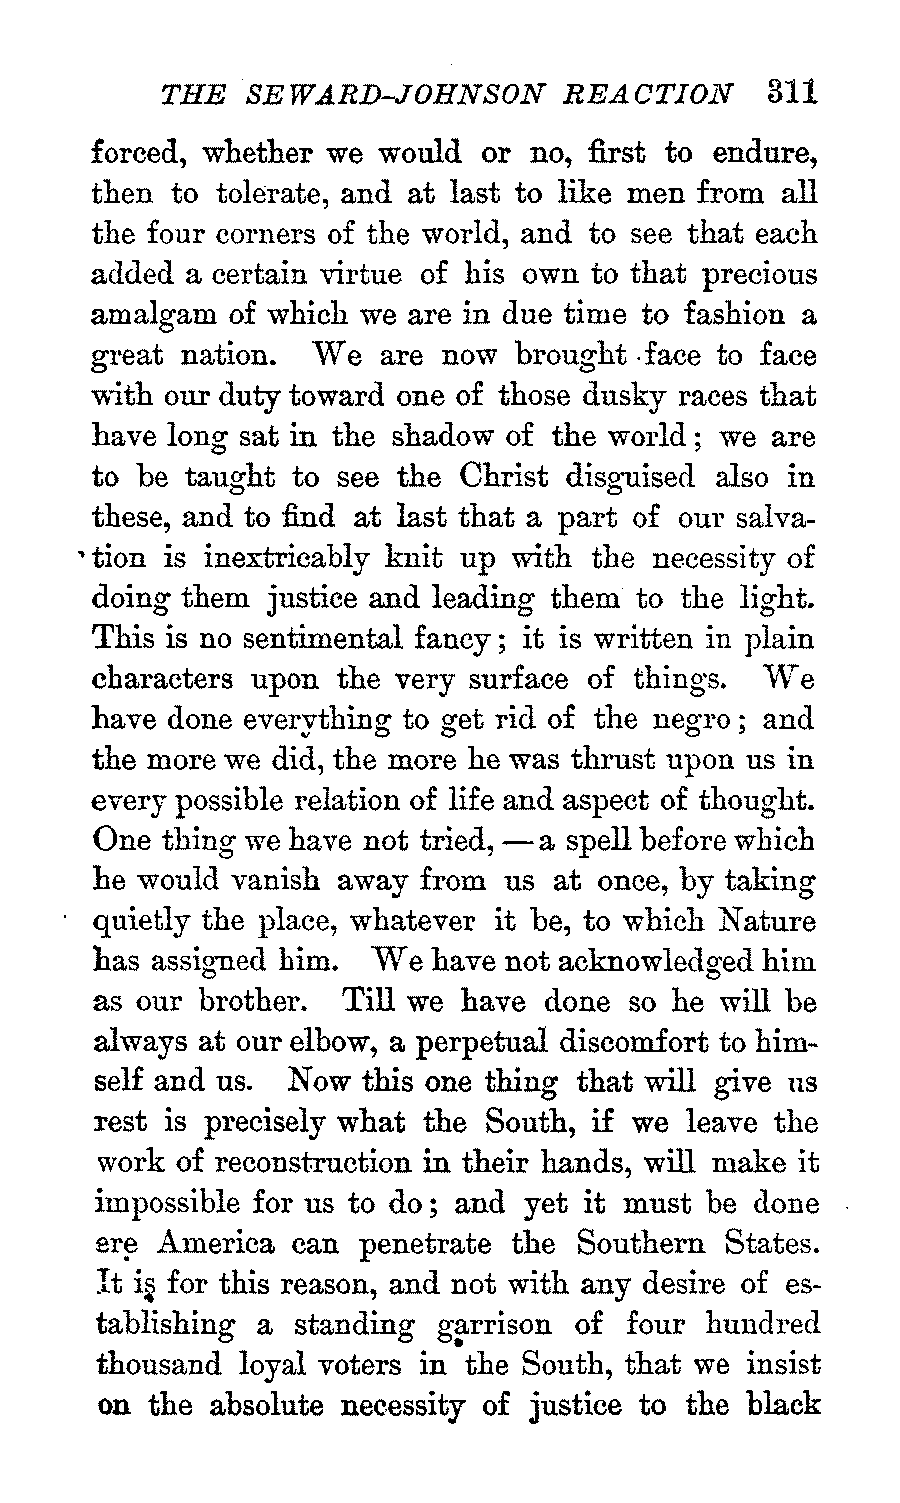 THE SEWARD-JOHNSON REACTION 311
forced, whether we would or no, first to endure,
then to tolerate, and at last to like men from all
the four corners of the world, and to see that each
added a certain virtue of his own to that precious
amalgam of which we are in due time to fashion a
great nation. We are now brought face to face
with our duty toward one of those dusky races that
have long sat in the shadow of the world; we are
to be taught to see the Christ disguised also in
these, and to find at last that a part of our salva-
tion is inextricably knit up with the necessity of
doing them justice and leading them to the light.
This is no sentimental fancy; it is written in plain
characters upon the very surface of things. We
have done everything to get rid of the negro; and
the more we did, the more he was thrust upon us in
every possible relation of life and aspect of thought.
One thing we have not tried, — a spell before which
he would vanish away from us at once, by taking
quietly the place, whatever it be, to which Nature
has assigned him. We have not acknowledged him
as our brother. Till we have done so he will be
always at our elbow, a perpetual discomfort to him-
self and us. Now this one thing that will give us
rest is precisely what the South, if we leave the
work of reconstruction in their hands, will make it
impossible for us to do; and yet it must be done
ere America can penetrate the Southern States.
It is for this reason, and not with any desire of es-
tablishing a standing garrison of four hundred
thousand loyal voters in the South, that we insist
on the absolute necessity of justice to the black